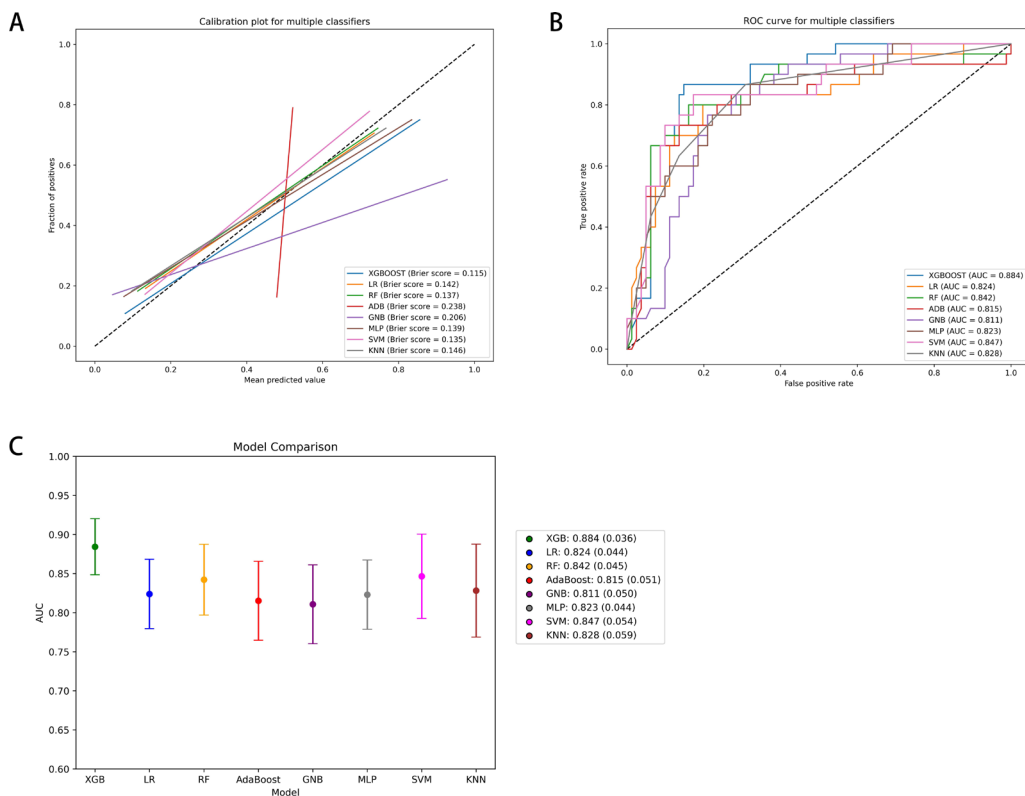 A
Calibration plot for multiple classifiers
1.0
0.8
0.6
0.4
0.2
0.0
Fraction of positives
0.0 0.2 0.4 0.6 0.8 1.0
Mean predicted value
XGBOOST (Brier score = 0.115)
LR (Brier score = 0.142)
RF (Brier score = 0.137)
ADB (Brier score = 0.238)
GNB (Brier score = 0.206)
MLP (Brier score = 0.139)
SVM (Brier score = 0.135)
KNN (Brier score = 0.146)
B
ROC curve for multiple classifiers
1.0
0.8
0.6
0.4
0.2
0.0
True positive rate
0.0 0.2 0.4 0.6 0.8 1.0
False positive rate
XGBOOST (AUC = 0.884)
LR (AUC = 0.824)
RF (AUC = 0.842)
ADB (AUC = 0.815)
GNB (AUC = 0.811)
MLP (AUC = 0.823)
SVM (AUC = 0.847)
KNN (AUC = 0.828)
C
Model Comparison
1.00
0.95
0.90
0.85
0.80
0.75
0.70
0.65
0.60
AUC
XGB LR RF AdaBoost GNB MLP SVM KNN
Model
XGB: 0.884 (0.036)
LR: 0.824 (0.044)
RF: 0.842 (0.045)
AdaBoost: 0.815 (0.051)
GNB: 0.811 (0.050)
MLP: 0.823 (0.044)
SVM: 0.847 (0.054)
KNN: 0.828 (0.059)